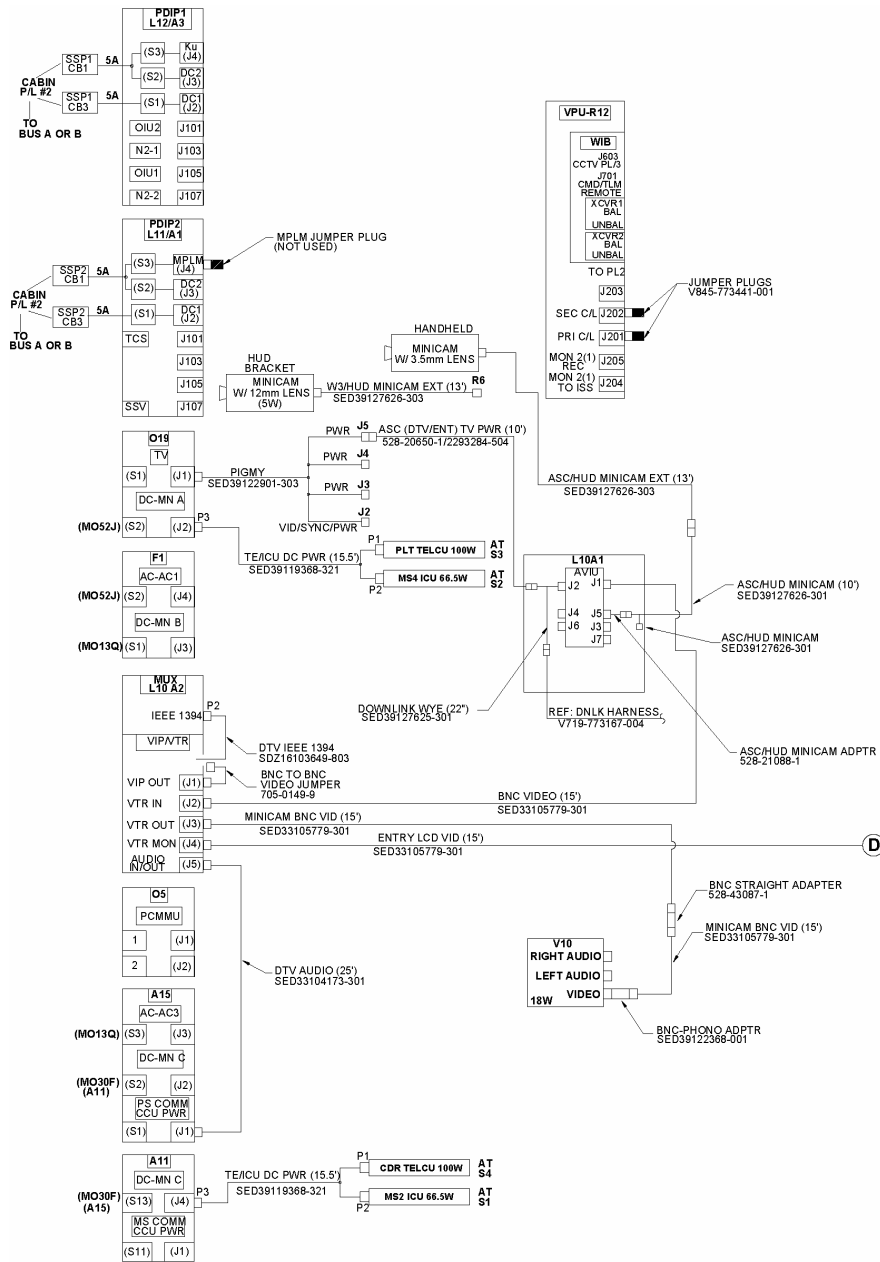 PDIP1
L12/A3
SSP1
CB1
5A
(S3)
Ku
(J4)
(S2)
DC2
(J3)
CABIN
P/L #2
SSP1
CB3
5A
(S1)
DC1
(J2)
TO
BUS A OR B
OIU2
J101
N2-1
J103
OIU1
J105
N2-2
J107
PDIP2
L11/A1
MPLM JUMPER PLUG
(NOT USED)
SSP2
CB1
5A
(S3)
MPLM
(J4)
(S2)
DC2
(J3)
CABIN
P/L #2
SSP2
CB3
5A
(S1)
DC1
(J2)
TO
BUS A OR B
TCS
J101
J103
J105
SSV
J107
VPU-R12
WIB
J603
CCTV PL/3
J701
CMD/TLM
REMOTE
XCVR1
BAL
UNBAL
XCVR2
BAL
UNBAL
TO PL2
J203
SEC C/L
J202
PRI C/L
J201
MON 2(1)
REC
J205
MON 2(1)
TO ISS
J204
JUMPER PLUGS
V845-773441-001
HANDHELD
MINICAM
W/ 3.5mm LENS
HUD
BRACKET
MINICAM
W/ 12mm LENS
(5W)
W3/HUD MINICAM EXT (13')
SED39127626-303
R6
O19
TV
(S1)
(J1)
DC-MN A
(MO52J)
(S2)
(J2)
P3
PIGMY
SED39122901-303
PWR
J5
ASC (DTV/ENT) TV PWR (10')
528-20650-1/2293284-504
PWR
J4
PWR
J3
J2
VID/SYNC/PWR
TE/ICU DC PWR (15.5')
SED39119368-321
P1
PLT TELCU 100W
AT
S3
P2
MS4 ICU 66.5W
AT
S2
ASC/HUD MINICAM EXT (13')
SED39127626-303
F1
AC-AC1
(MO52J)
(S2)
(J4)
DC-MN B
(MO13Q)
(S1)
(J3)
L10A1
AVIU
J2
J1
J4
J5
J6
J3
J7
ASC/HUD MINICAM (10')
SED39127626-301
ASC/HUD MINICAM
SED39127626-301
DOWNLINK WYE (22")
SED39127625-301
REF: DNLK HARNESS,
V719-773167-004
ASC/HUD MINICAM ADPTR
528-21088-1
MUX
L10 A2
IEEE 1394
P2
VIP/VTR
DTV IEEE 1394
SDZ16103649-803
VIP OUT
(J1)
BNC TO BNC
VIDEO JUMPER
705-0149-9
VTR IN
(J2)
BNC VIDEO (15')
SED33105779-301
VTR OUT
(J3)
MINICAM BNC VID (15')
SED33105779-301
VTR MON
(J4)
ENTRY LCD VID (15')
SED33105779-301
D
AUDIO
IN/OUT
(J5)
O5
PCMMU
1
(J1)
2
(J2)
DTV AUDIO (25')
SED33104173-301
BNC STRAIGHT ADAPTER
528-43087-1
MINICAM BNC VID (15')
SED33105779-301
V10
RIGHT AUDIO
LEFT AUDIO
VIDEO
18W
BNC-PHONO ADPTR
SED39122368-001
A15
AC-AC3
(MO13Q)
(S3)
(J3)
DC-MN C
(MO30F)
(A11)
(S2)
(J2)
PS COMM
CCU PWR
(S1)
(J1)
A11
DC-MN C
(MO30F)
(A15)
(S13)
(J4)
P3
MS COMM
CCU PWR
(S11)
(J1)
TE/ICU DC PWR (15.5')
SED39119368-321
P1
CDR TELCU 100W
AT
S4
P2
MS2 ICU 66.5W
AT
S1